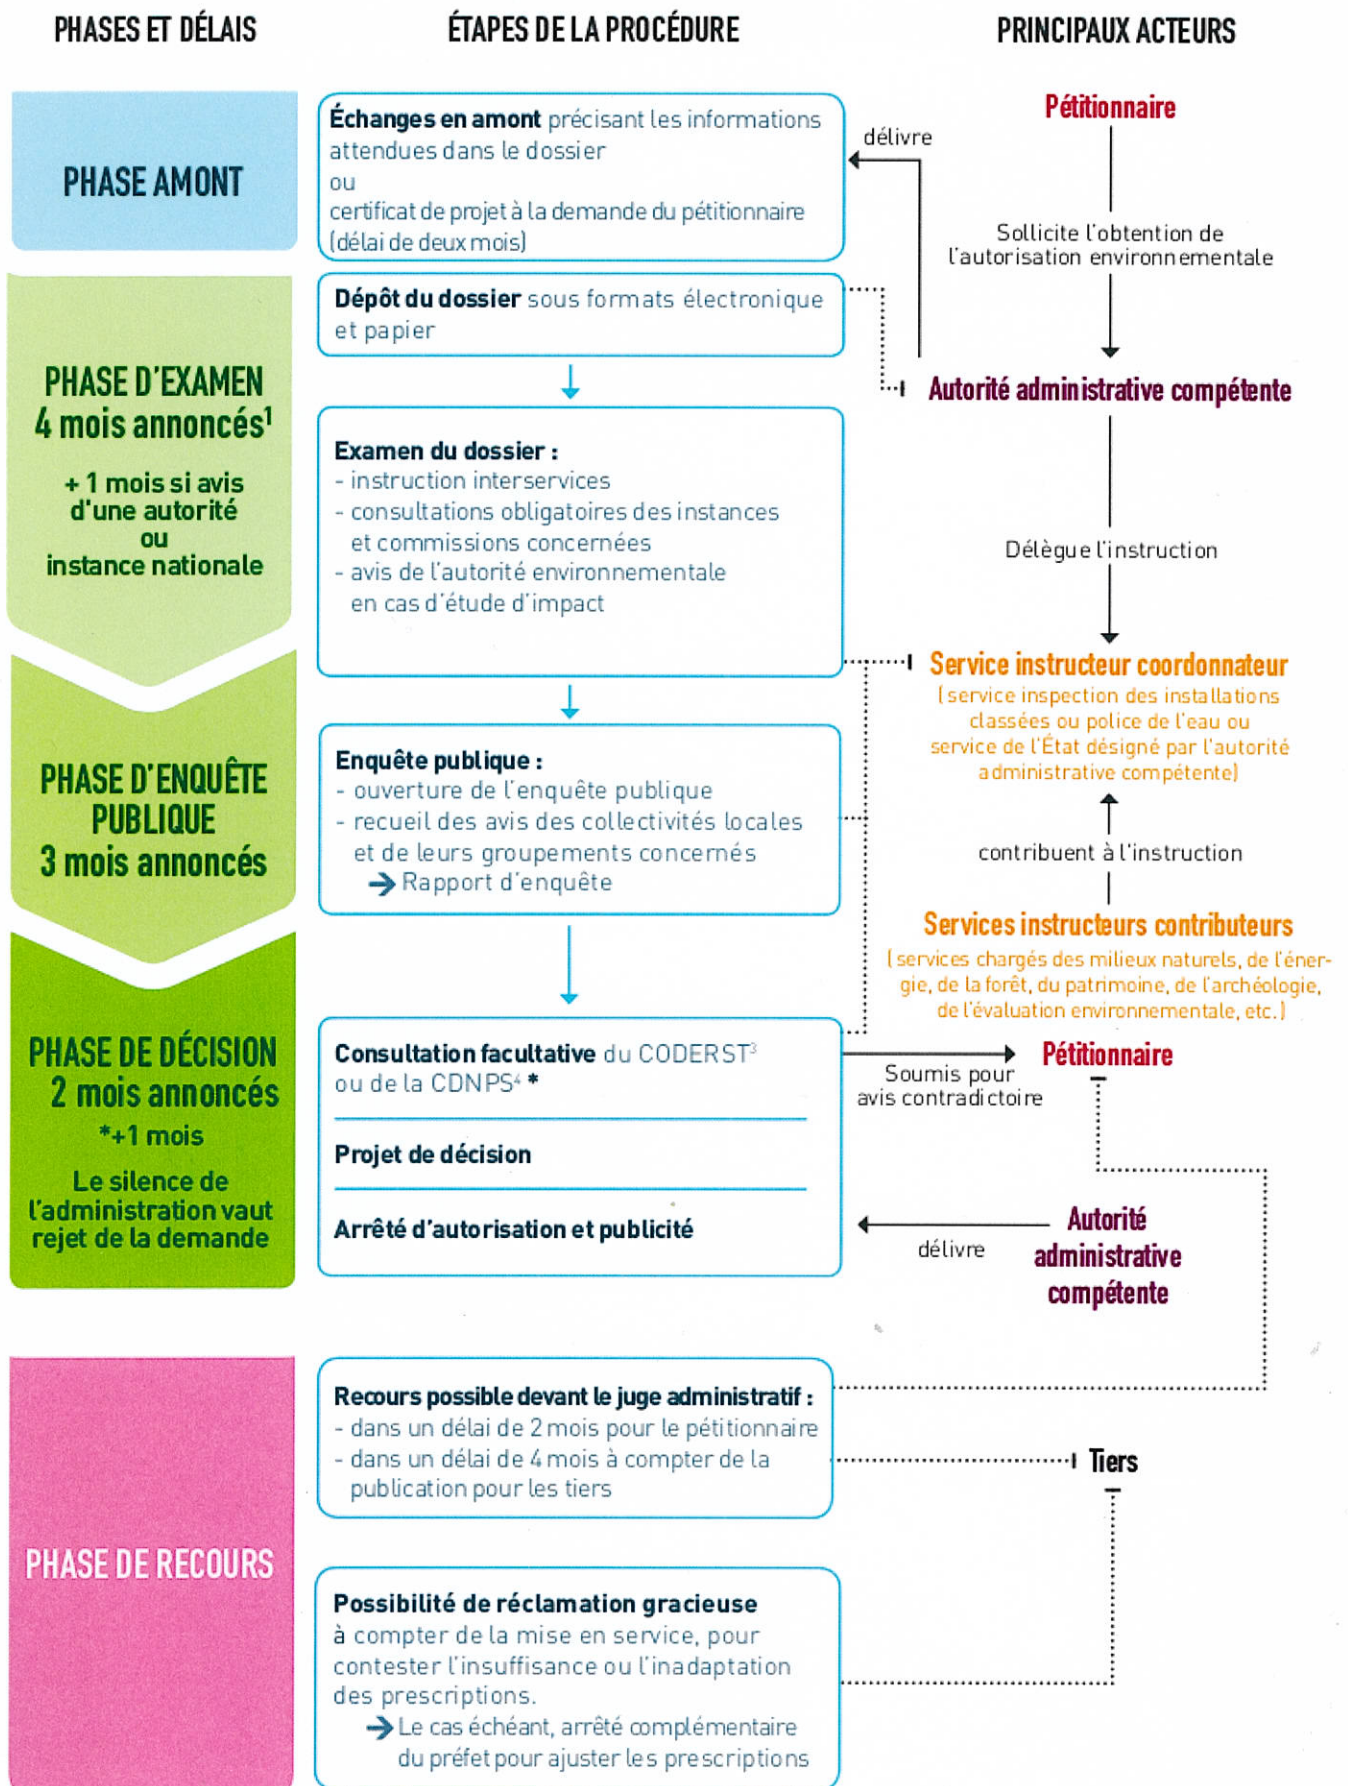 PHASES ET DÉLAIS
ÉTAPES DE LA PROCÉDURE
PRINCIPAUX ACTEURS
PHASE AMONT
Échanges en amont précisant les informations
attendues dans le dossier
ou
certificat de projet à la demande du pétitionnaire
(délai de deux mois)
délivre
Pétitionnaire
Sollicite l'obtention de
l'autorisation environnementale
Dépôt du dossier sous formats électronique
et papier
PHASE D'EXAMEN
4 mois annoncés¹
+ 1 mois si avis
d'une autorité
ou
instance nationale
Autorité administrative compétente
Examen du dossier :
- instruction interservices
- consultations obligatoires des instances
et commissions concernées
- avis de l'autorité environnementale
en cas d'étude d'impact
Délègue l'instruction
Service instructeur coordonnateur
(service inspection des installations
classées ou police de l'eau ou
service de l'État désigné par l'autorité
administrative compétente)
PHASE D'ENQUÊTE
PUBLIQUE
3 mois annoncés
Enquête publique :
- ouverture de l'enquête publique
- recueil des avis des collectivités locales
et de leurs groupements concernés
➔ Rapport d'enquête
contribuent à l'instruction
Services instructeurs contributeurs
(services chargés des milieux naturels, de l'éner-
gie, de la forêt, du patrimoine, de l'archéologie,
de l'évaluation environnementale, etc.)
PHASE DE DÉCISION
2 mois annoncés
*+1 mois
Le silence de
l'administration vaut
rejet de la demande
Consultation facultative du CODERST³
ou de la CDNPS⁴ *
Projet de décision
Arrêté d'autorisation et publicité
Soumis pour
avis contradictoire
Pétitionnaire
délivre
Autorité
administrative
compétente
PHASE DE RECOURS
Recours possible devant le juge administratif :
- dans un délai de 2 mois pour le pétitionnaire
- dans un délai de 4 mois à compter de la
publication pour les tiers
Tiers
Possibilité de réclamation gracieuse
à compter de la mise en service, pour
contester l'insuffisance ou l'inadaptation
des prescriptions.
➔ Le cas échéant, arrêté complémentaire
du préfet pour ajuster les prescriptions